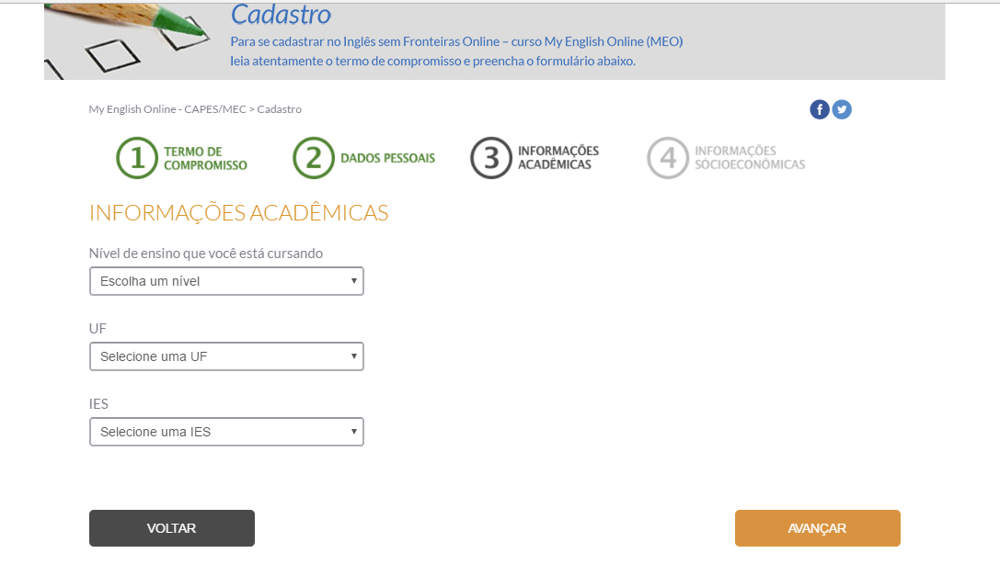 Cadastro
Para se cadastrar no Inglês sem Fronteiras Online – curso My English Online (MEO)
leia atentamente o termo de compromisso e preencha o formulário abaixo.
My English Online - CAPES/MEC > Cadastro
1 TERMO DE
COMPROMISSO
2 DADOS PESSOAIS
3 INFORMAÇÕES
ACADÊMICAS
4 INFORMAÇÕES
SÓCIOECONÔMICAS
INFORMAÇÕES ACADÊMICAS
Nível de ensino que você está cursando
Escolha um nível
UF
Selecione uma UF
IES
Selecione uma IES
VOLTAR
AVANÇAR